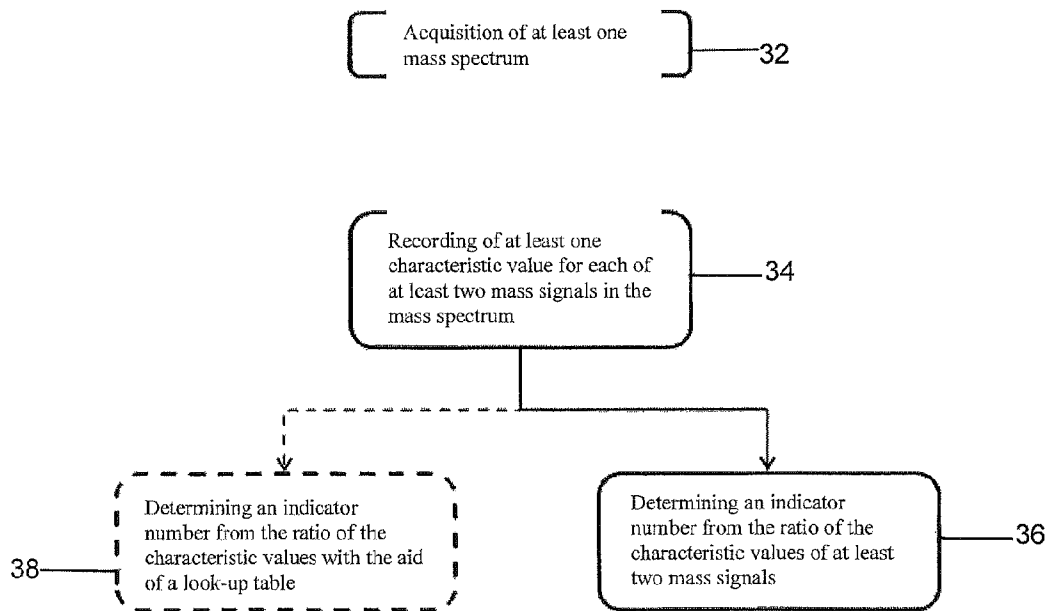 Acquisition of at least one
mass spectrum
32
Recording of at least one
characteristic value for each of
at least two mass signals in the
mass spectrum
34
Determining an indicator
number from the ratio of the
characteristic values with the aid
of a look-up table
38
Determining an indicator
number from the ratio of the
characteristic values of at least
two mass signals
36